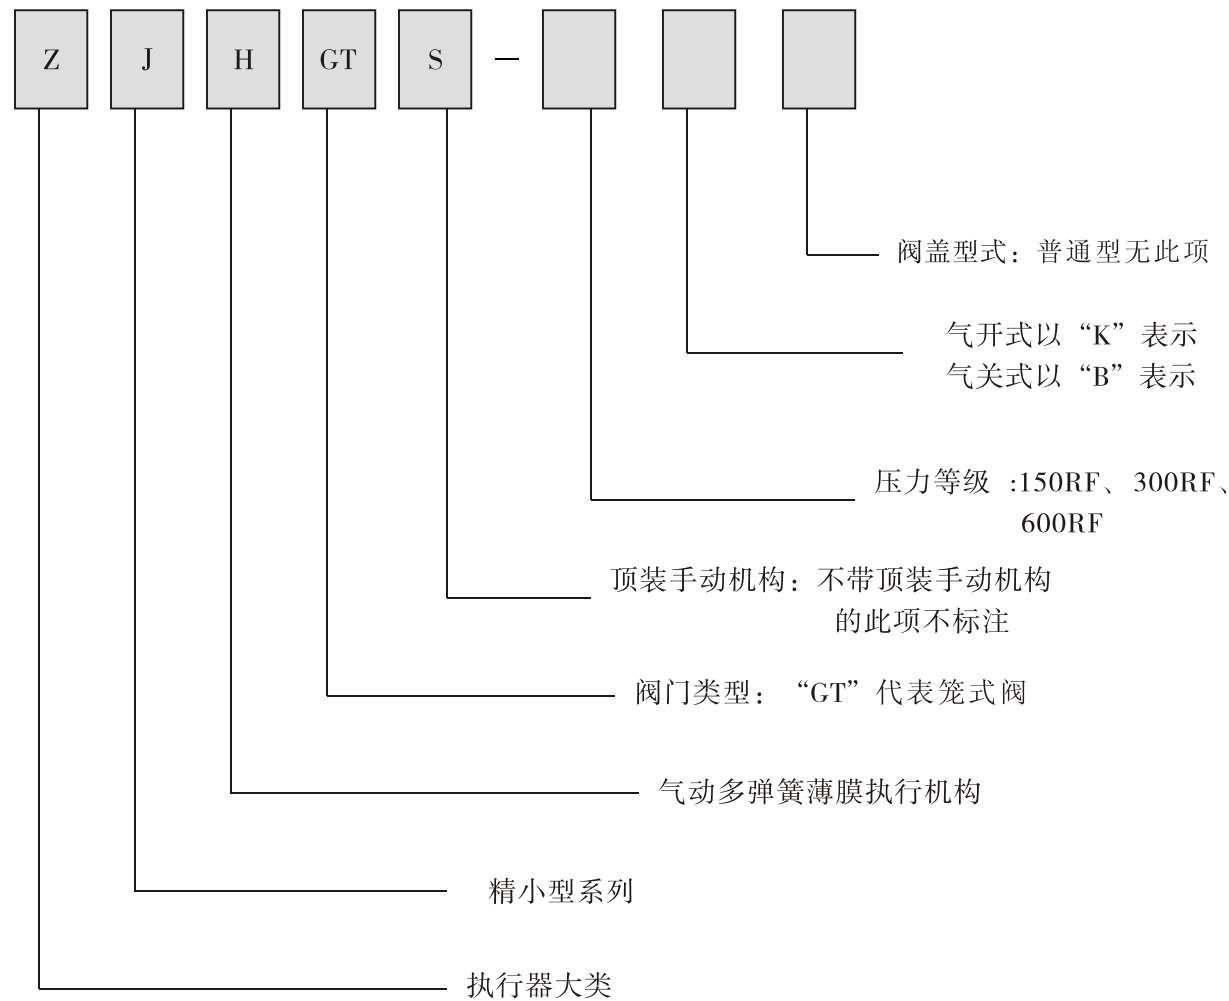 Z J H GT S —
阀盖型式：普通型无此项
气开式以“K”表示
气关式以“B”表示
压力等级 :150RF、300RF、
600RF
顶装手动机构：不带顶装手动机构
的此项不标注
阀门类型：“GT”代表笼式阀
气动多弹簧薄膜执行机构
精小型系列
执行器大类